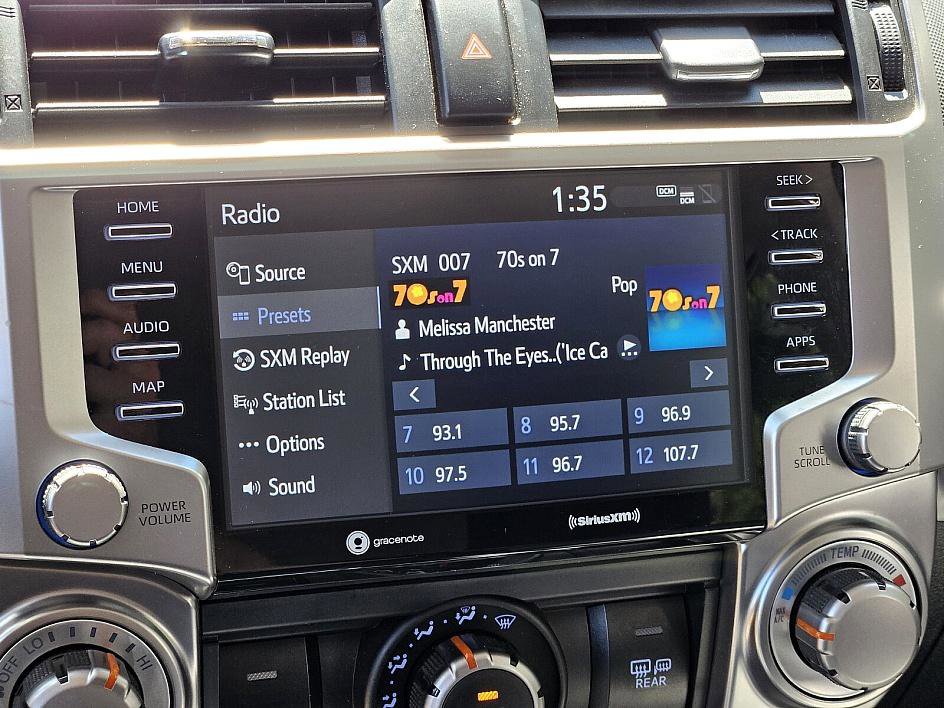 HOME
MENU
AUDIO
MAP
POWER
VOLUME
Radio
1:35
DCM
DCM
Source
Presets
SXM Replay
Station List
Options
Sound
SXM 007 70s on 7
70s on 7
Pop
70s on 7
Melissa Manchester
Through The Eyes..('Ice Ca
7 93.1
8 95.7
9 96.9
10 97.5
11 96.7
12 107.7
gracenote
((SiriusXM))
SEEK >
< TRACK
PHONE
APPS
TUNE
SCROLL
OFF LO HI
REAR
TEMP
MAX
A/C